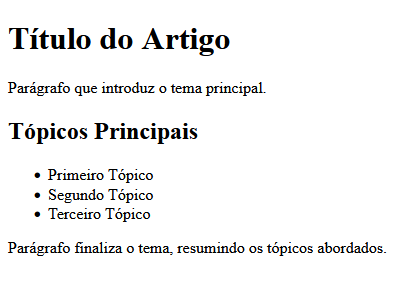 Título do Artigo
Parágrafo que introduz o tema principal.
Tópicos Principais
• Primeiro Tópico
• Segundo Tópico
• Terceiro Tópico
Parágrafo finaliza o tema, resumindo os tópicos abordados.